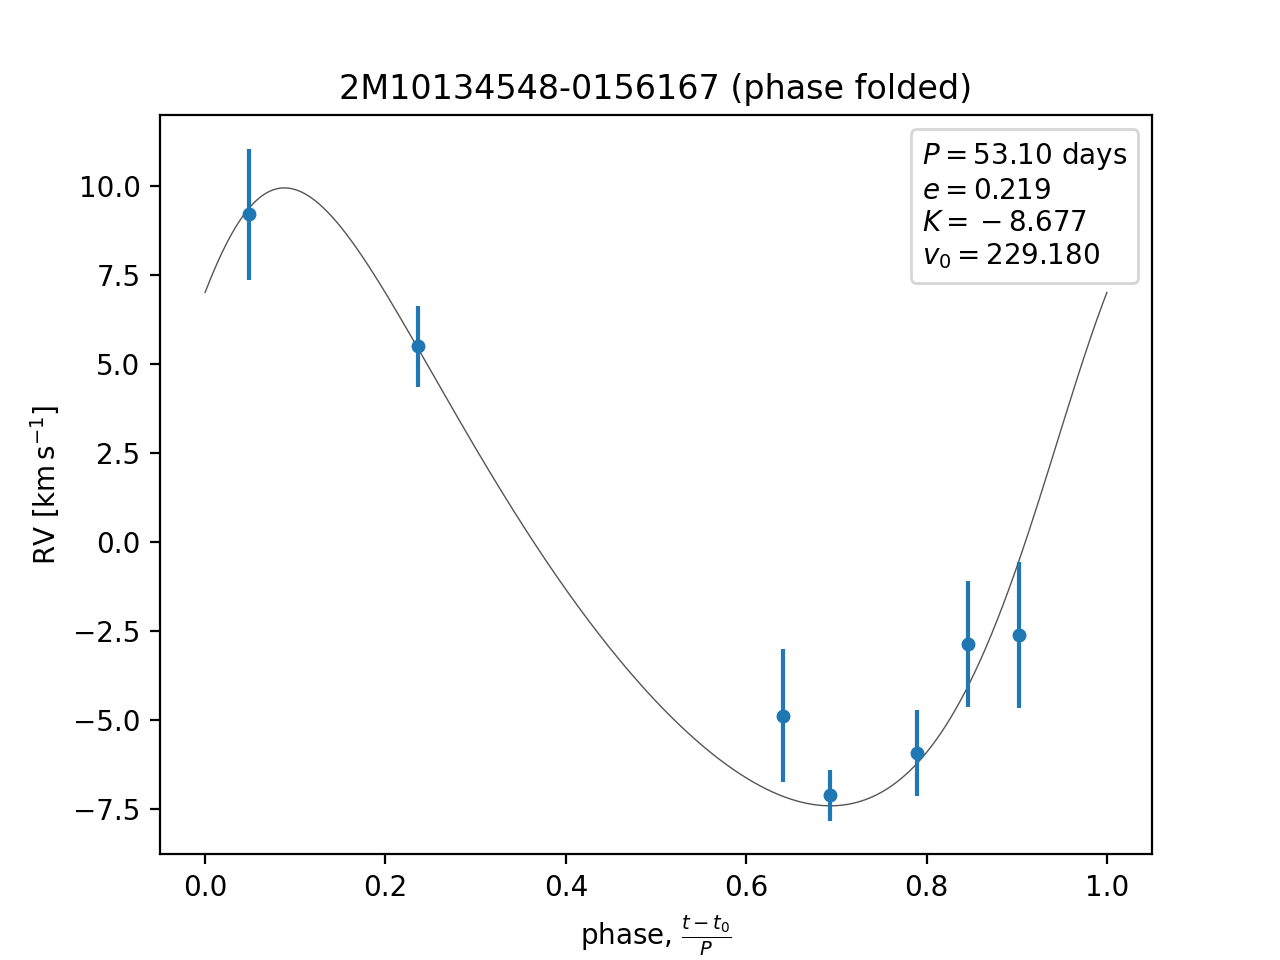 2M10134548-0156167 (phase folded)
P = 53.10 days
e = 0.219
K = − 8.677
v₀ = 229.180
RV [km s⁻¹]
10.0
7.5
5.0
2.5
0.0
−2.5
−5.0
−7.5
0.0 0.2 0.4 0.6 0.8 1.0
phase, (t − t₀)/P